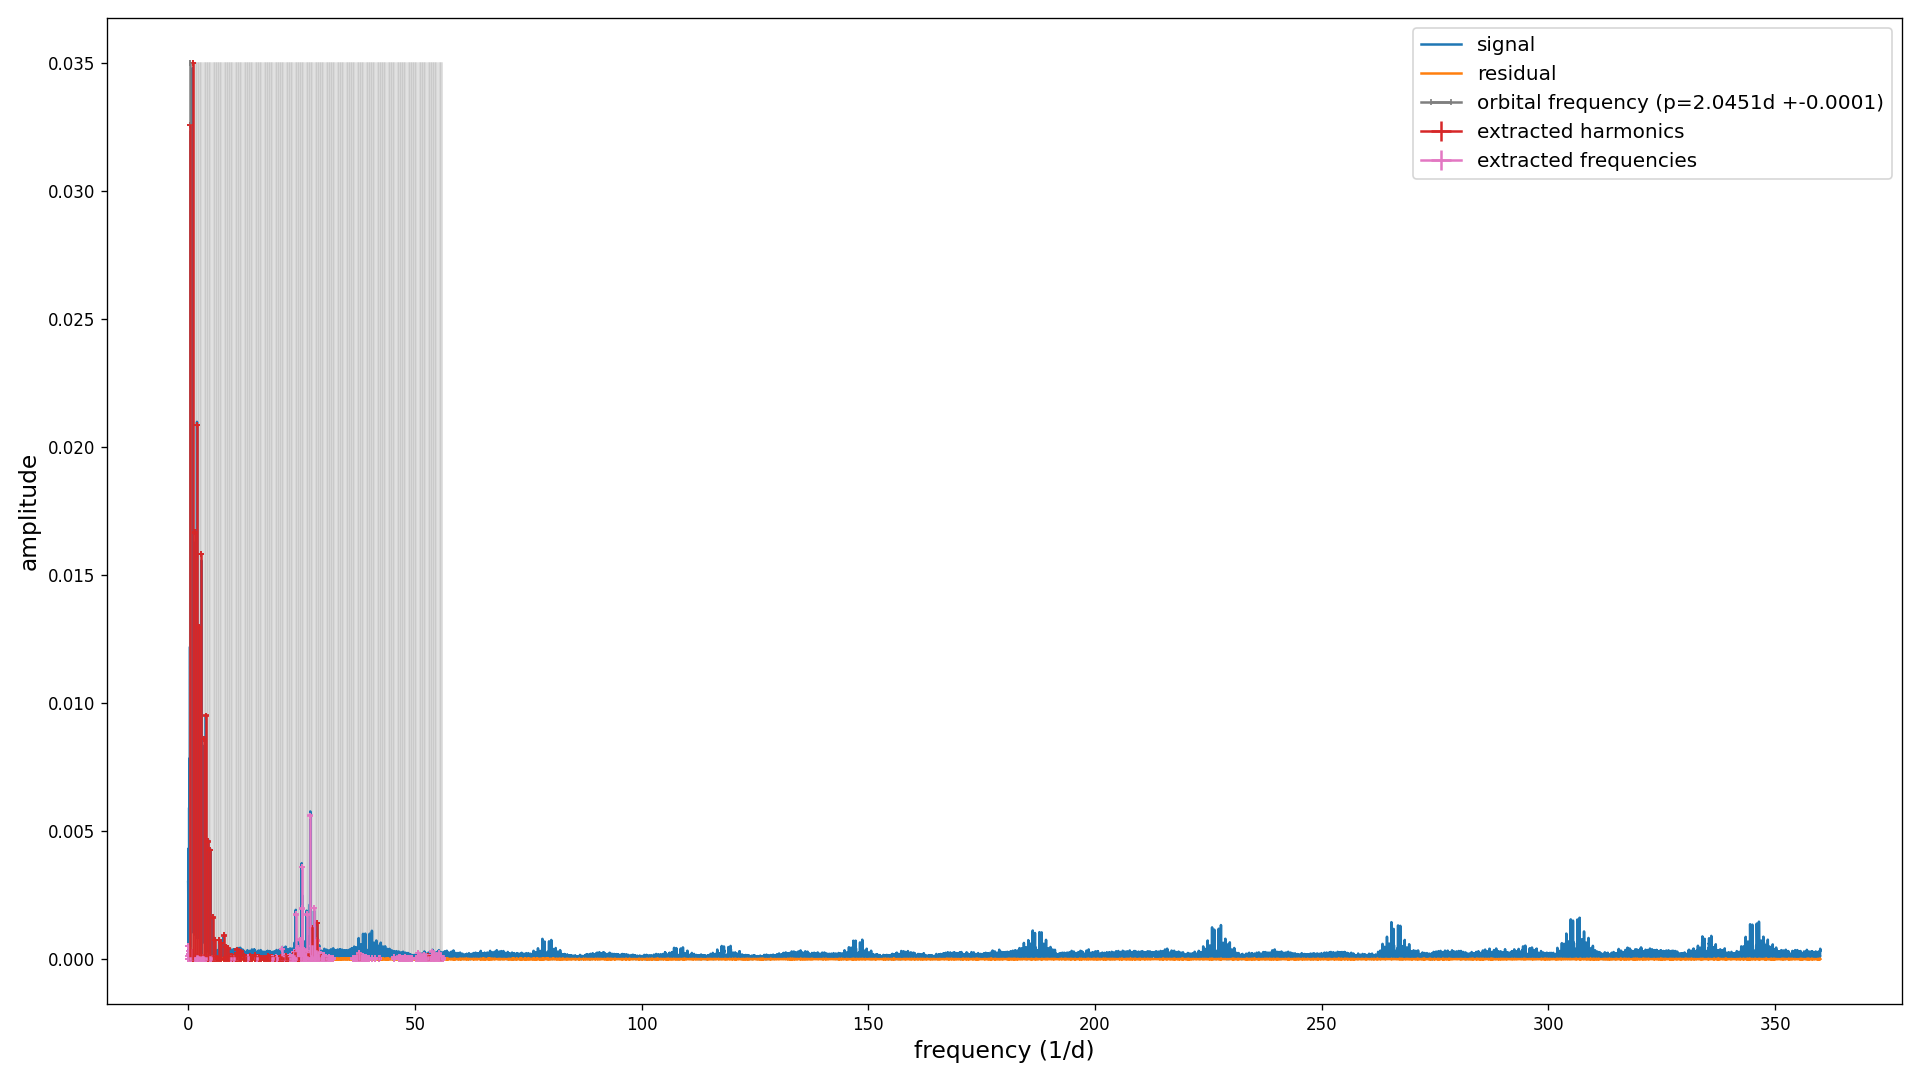 signal
residual
orbital frequency (p=2.0451d +-0.0001)
extracted harmonics
extracted frequencies
amplitude
0.035
0.030
0.025
0.020
0.015
0.010
0.005
0.000
0 50 100 150 200 250 300 350
frequency (1/d)